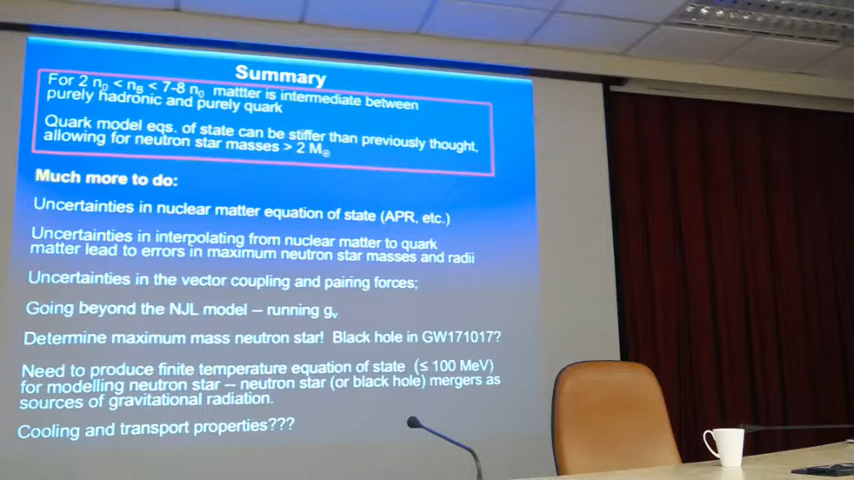 Summary
For 2 n₀ < n_B < 7-8 n₀ mattter is intermediate between
purely hadronic and purely quark
Quark model eqs. of state can be stiffer than previously thought,
allowing for neutron star masses > 2 M⊙
Much more to do:
Uncertainties in nuclear matter equation of state (APR, etc.)
Uncertainties in interpolating from nuclear matter to quark
matter lead to errors in maximum neutron star masses and radii
Uncertainties in the vector coupling and pairing forces;
Going beyond the NJL model – running gᵥ
Determine maximum mass neutron star! Black hole in GW171017?
Need to produce finite temperature equation of state (≤ 100 MeV)
for modelling neutron star -- neutron star (or black hole) mergers as
sources of gravitational radiation.
Cooling and transport properties???